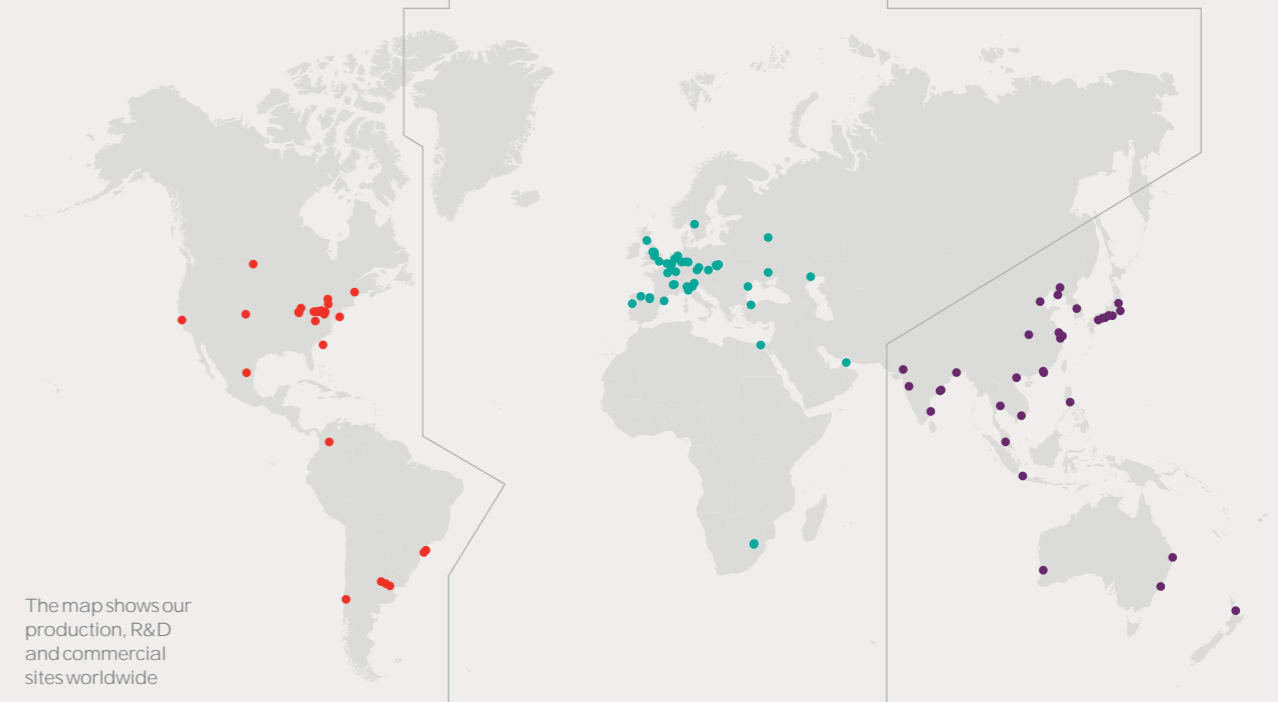 The map shows our
production, R&D
and commercial
sites worldwide